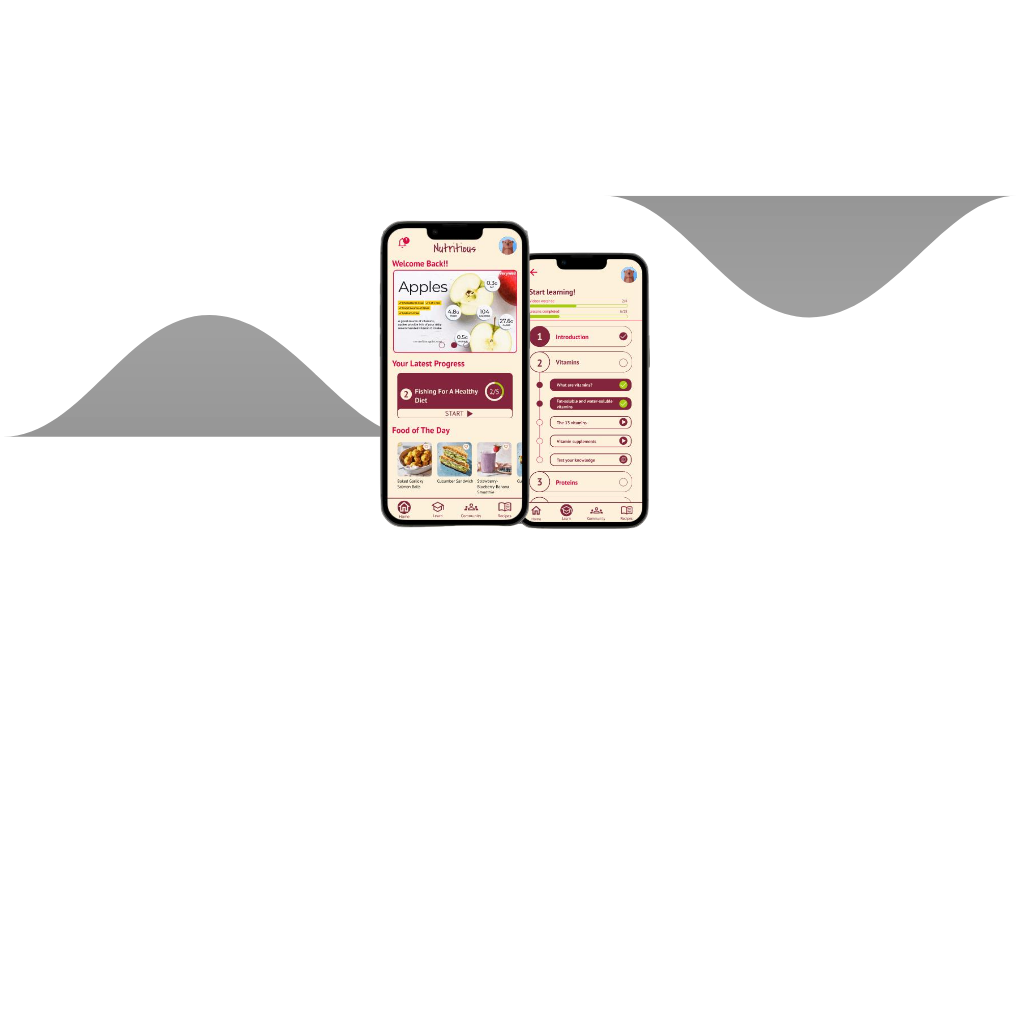 Nutritious
Welcome Back!!
Apples
0.3g
4.8g
104
27.6g
0.5g
Your Latest Progress
2
Fishing For A Healthy
Diet
2/5
START
Food of The Day
Baked Garlicky
Salmon Balls
Cucumber Sandwich
Strawberry-
Blueberry Banana
Smoothie
Home
Learn
Community
Recipes
Start learning!
1
Introduction
2
Vitamins
What are vitamins?
Fat-soluble and water-soluble
vitamins
The 13 vitamins
Vitamin supplements
Test your knowledge
3
Proteins
Home
Learn
Community
Recipes